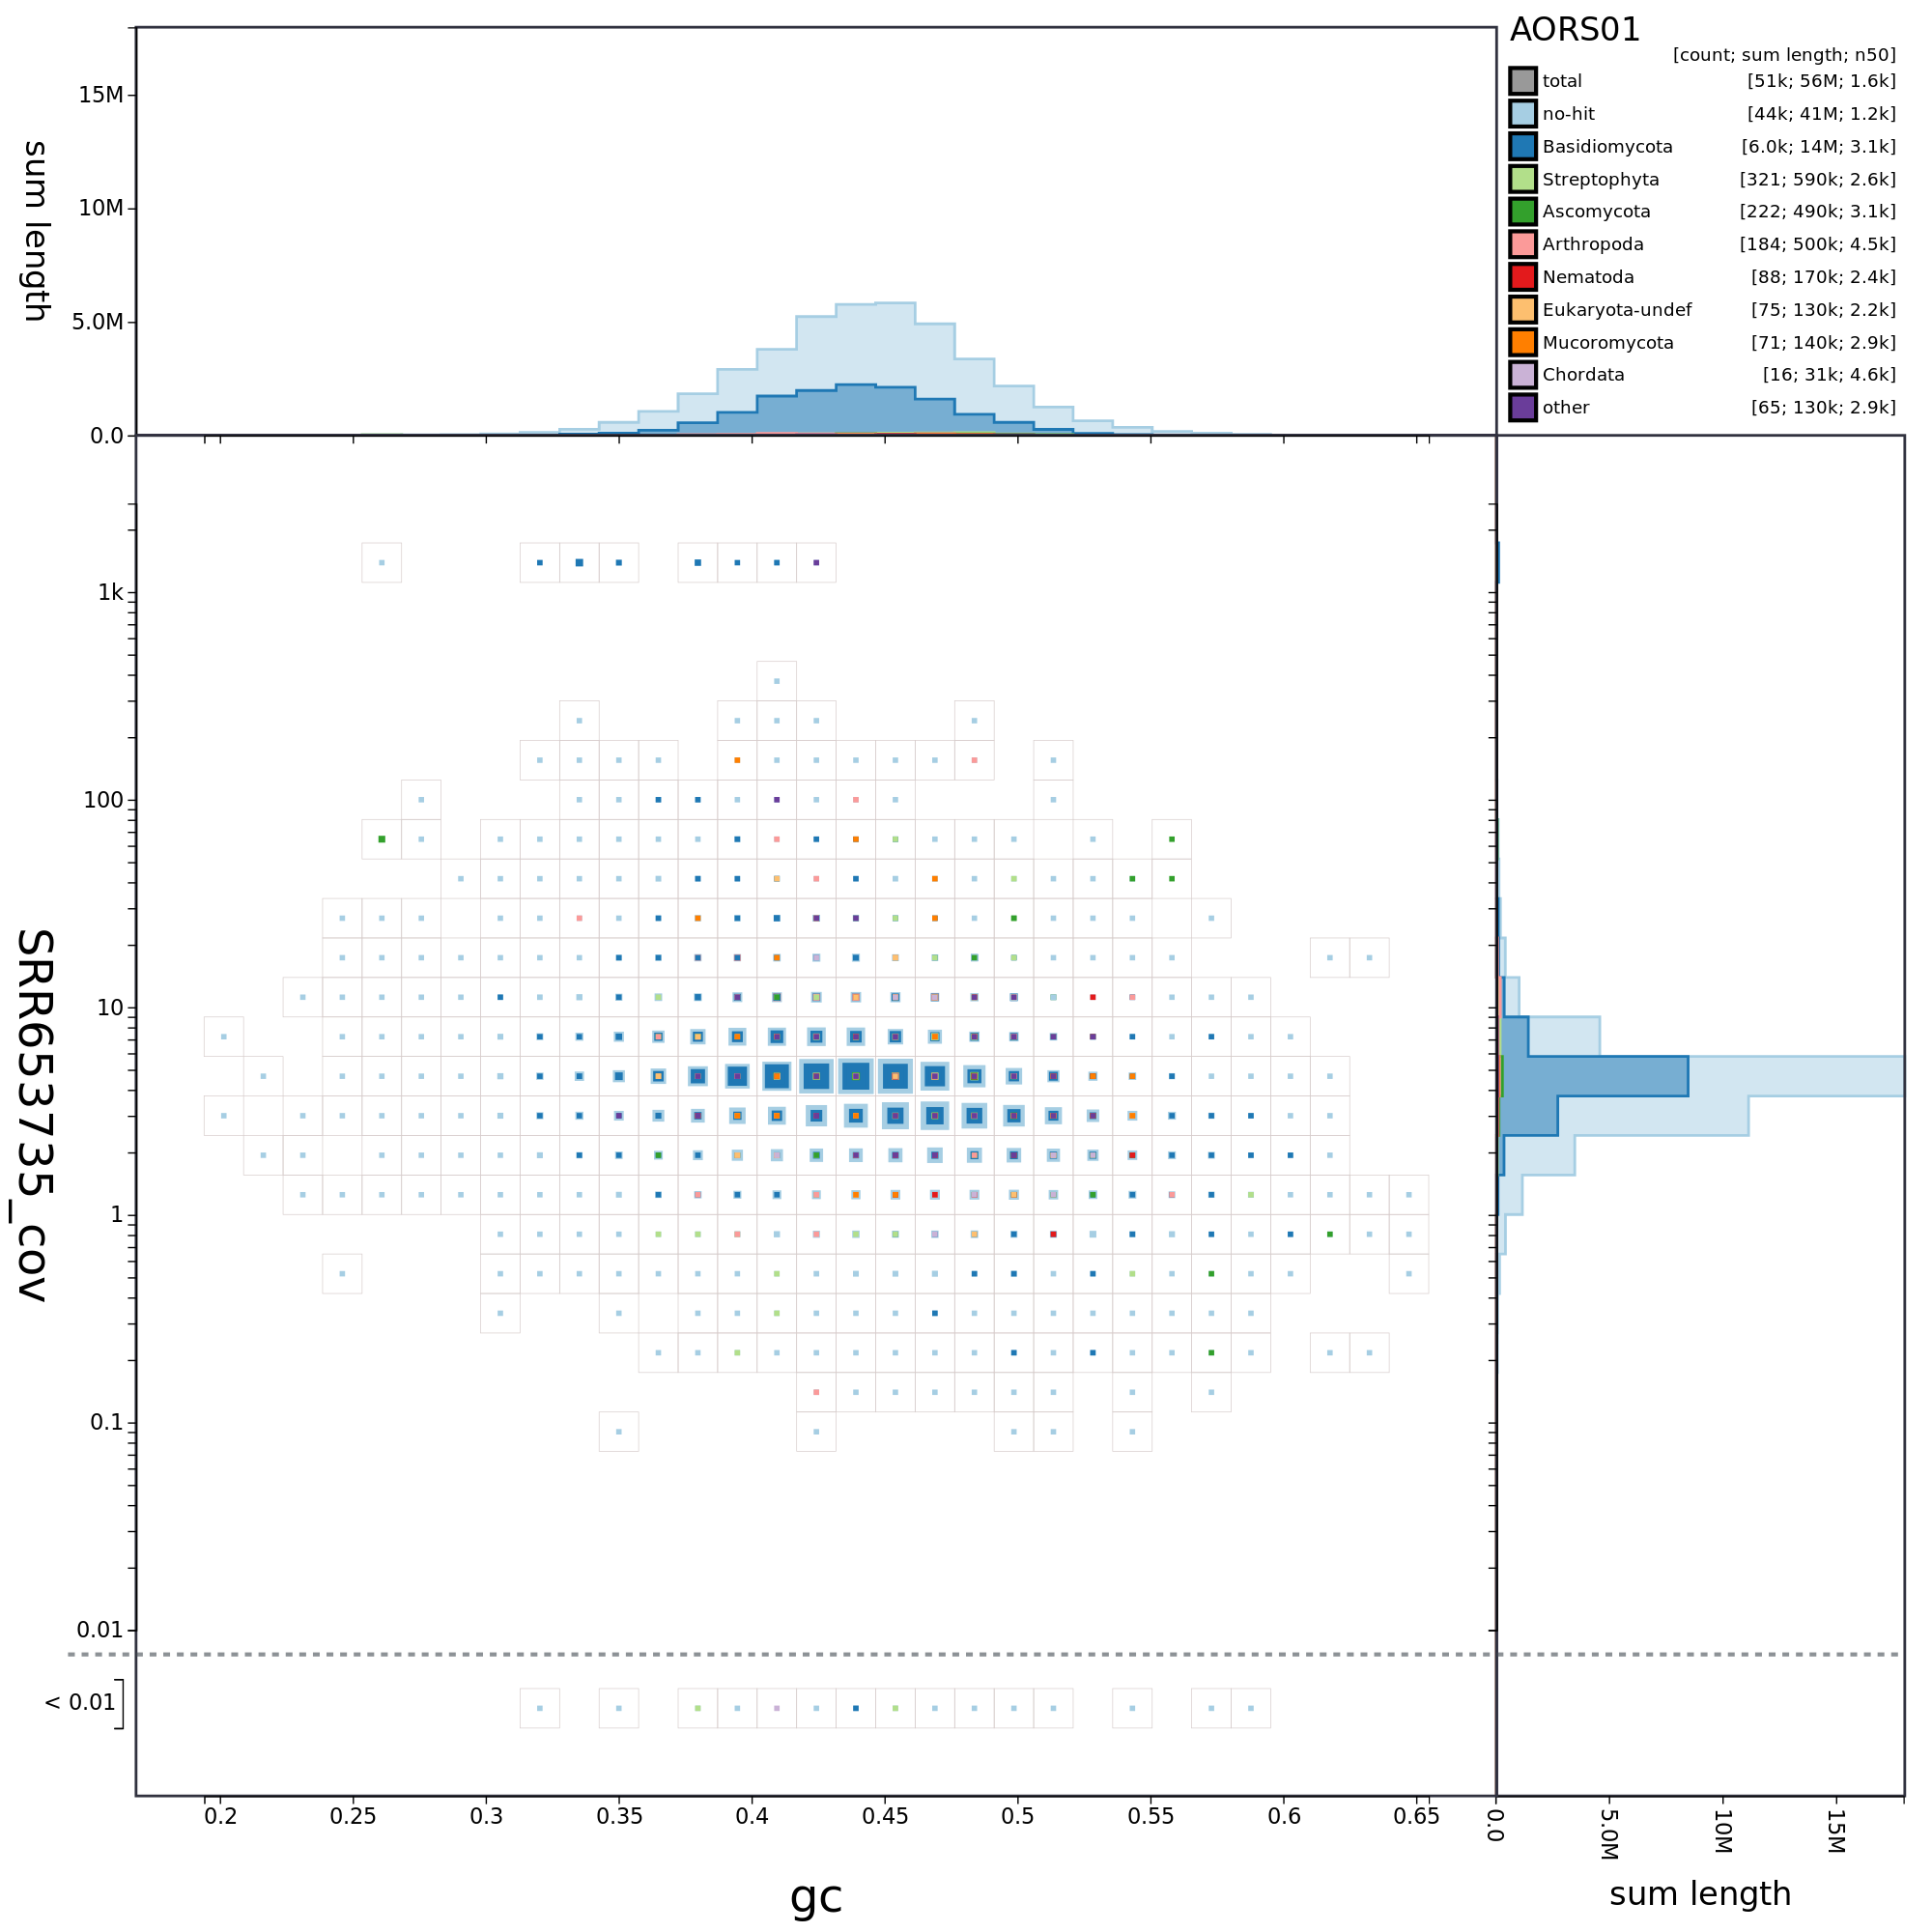 AORS01
[count; sum length; n50]
total [51k; 56M; 1.6k]
no-hit [44k; 41M; 1.2k]
Basidiomycota [6.0k; 14M; 3.1k]
Streptophyta [321; 590k; 2.6k]
Ascomycota [222; 490k; 3.1k]
Arthropoda [184; 500k; 4.5k]
Nematoda [88; 170k; 2.4k]
Eukaryota-undef [75; 130k; 2.2k]
Mucoromycota [71; 140k; 2.9k]
Chordata [16; 31k; 4.6k]
other [65; 130k; 2.9k]
sum length
15M
10M
5.0M
0.0
SRR653735_cov
1k
100
10
1
0.1
0.01
< 0.01
0.2 0.25 0.3 0.35 0.4 0.45 0.5 0.55 0.6 0.65
gc
0.0 5.0M 10M 15M
sum length